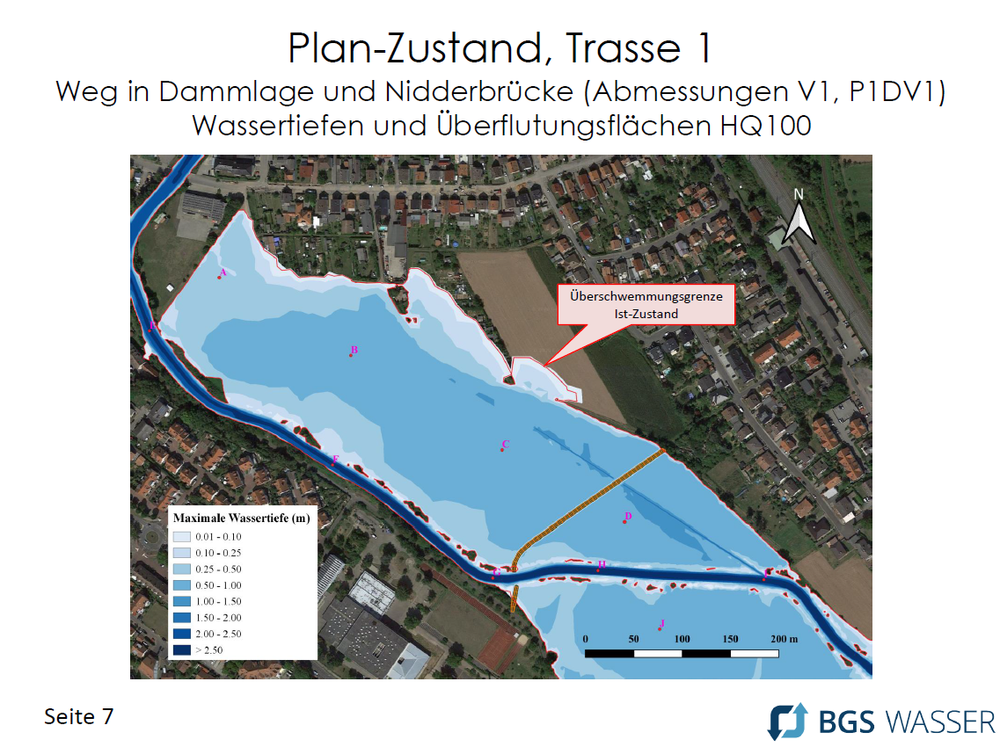 Plan-Zustand, Trasse 1
Weg in Dammlage und Nidderbrücke (Abmessungen V1, P1DV1)
Wassertiefen und Überflutungsflächen HQ100
N
A
Überschwemmungsgrenze
Ist-Zustand
B
C
F
D
H
G
J
Maximale Wassertiefe (m)
0.01 - 0.10
0.10 - 0.25
0.25 - 0.50
0.50 - 1.00
1.00 - 1.50
1.50 - 2.00
2.00 - 2.50
> 2.50
0 50 100 150 200 m
Seite 7
BGS WASSER